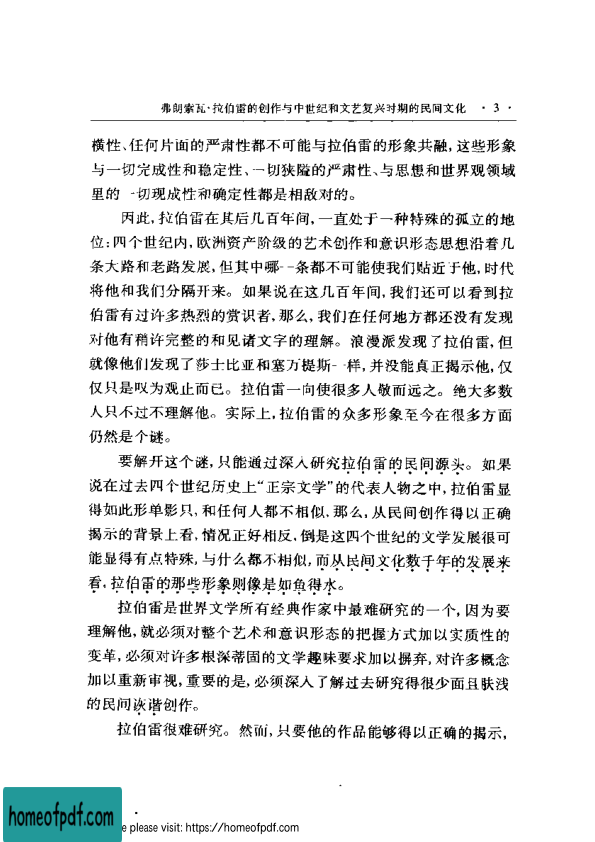 弗朗索瓦·拉伯雷的创作与中世纪和文艺复兴时期的民间文化 ·3·
横性、任何片面的严肃性都不可能与拉伯雷的形象共融,这些形象
与一切完成性和稳定性、一切狭隘的严肃性、与思想和世界观领域
里的一切现成性和确定性都是相敌对的。
因此,拉伯雷在其后几百年间,一直处于一种特殊的孤立的地
位:四个世纪内,欧洲资产阶级的艺术创作和意识形态思想沿着几
条大路和老路发展,但其中哪一条都不可能使我们贴近于他,时代
将他和我们分隔开来。如果说在这几百年间,我们还可以看到拉
伯雷有过许多热烈的赏识者,那么,我们在任何地方都还没有发现
对他有稍许完整的和见诸文字的理解。浪漫派发现了拉伯雷,但
就像他们发现了莎士比亚和塞万提斯一样,并没能真正揭示他,仅
仅只是叹为观止而已。拉伯雷一向使很多人敬而远之。绝大多数
人只不过不理解他。实际上,拉伯雷的众多形象至今在很多方面
仍然是个谜。
要解开这个谜,只能通过深入研究拉伯雷的民间源头。如果
说在过去四个世纪历史上“正宗文学”的代表人物之中,拉伯雷显
得如此形单影只,和任何人都不相似,那么,从民间创作得以正确
揭示的背景上看,情况正好相反,倒是这四个世纪的文学发展很可
能显得有点特殊,与什么都不相似,而从民间文化数千年的发展来
看,拉伯雷的那些形象则像是如鱼得水。
拉伯雷是世界文学所有经典作家中最难研究的一个,因为要
理解他,就必须对整个艺术和意识形态的把握方式加以实质性的
变革,必须对许多根深蒂固的文学趣味要求加以摒弃,对许多概念
加以重新审视,重要的是,必须深入了解过去研究得很少而且肤浅
的民间诙谐创作。
拉伯雷很难研究。然而,只要他的作品能够得以正确的揭示,
homeofpdf.com
e please visit: https://homeofpdf.com